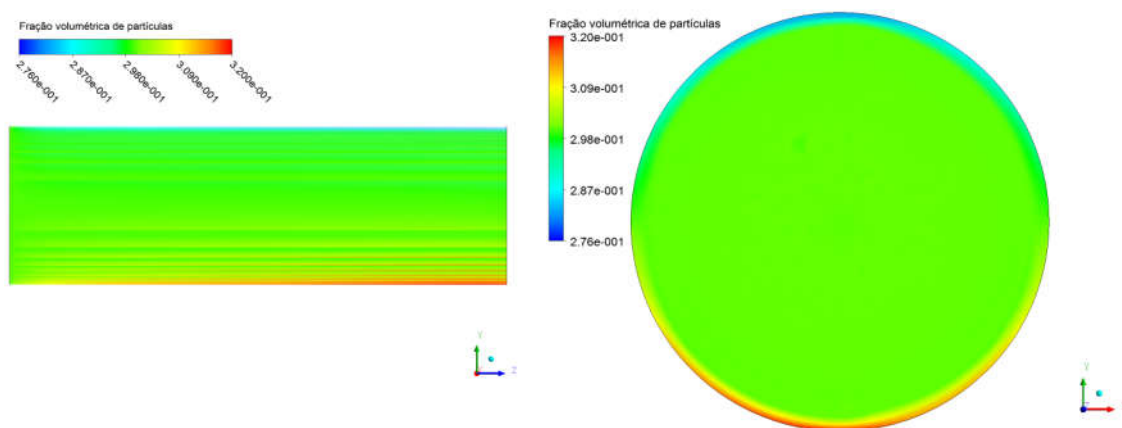 Fração volumétrica de partículas
2.760e-001
2.870e-001
2.980e-001
3.090e-001
3.200e-001
Y
Z
Fração volumétrica de partículas
3.20e-001
3.09e-001
2.98e-001
2.87e-001
2.76e-001
Y